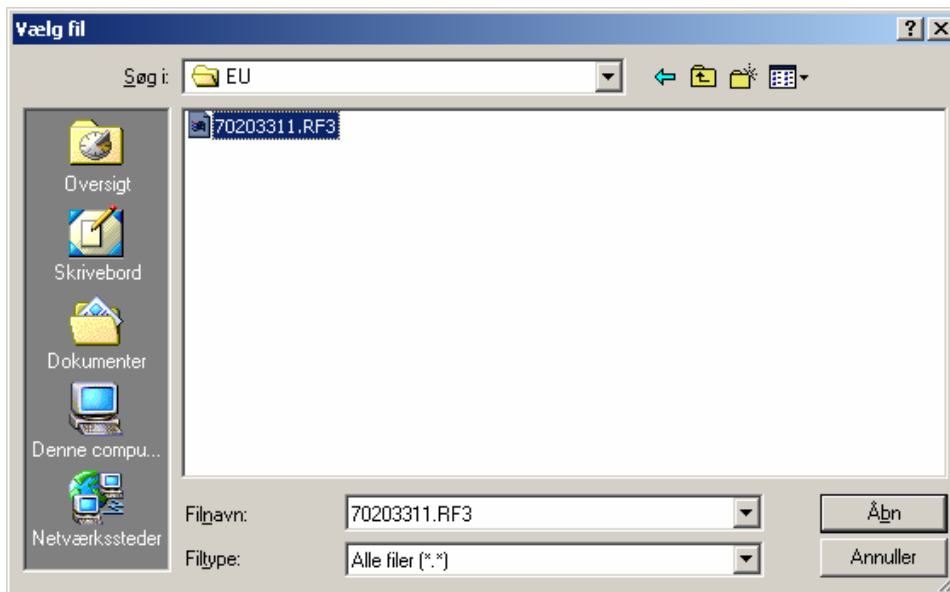 Vælg fil
Søg i: EU
70203311.RF3
Oversigt
Skrivebord
Dokumenter
Denne compu...
Netværkssteder
Filnavn: 70203311.RF3 Åbn
Filtype: Alle filer (*.*) Annuller